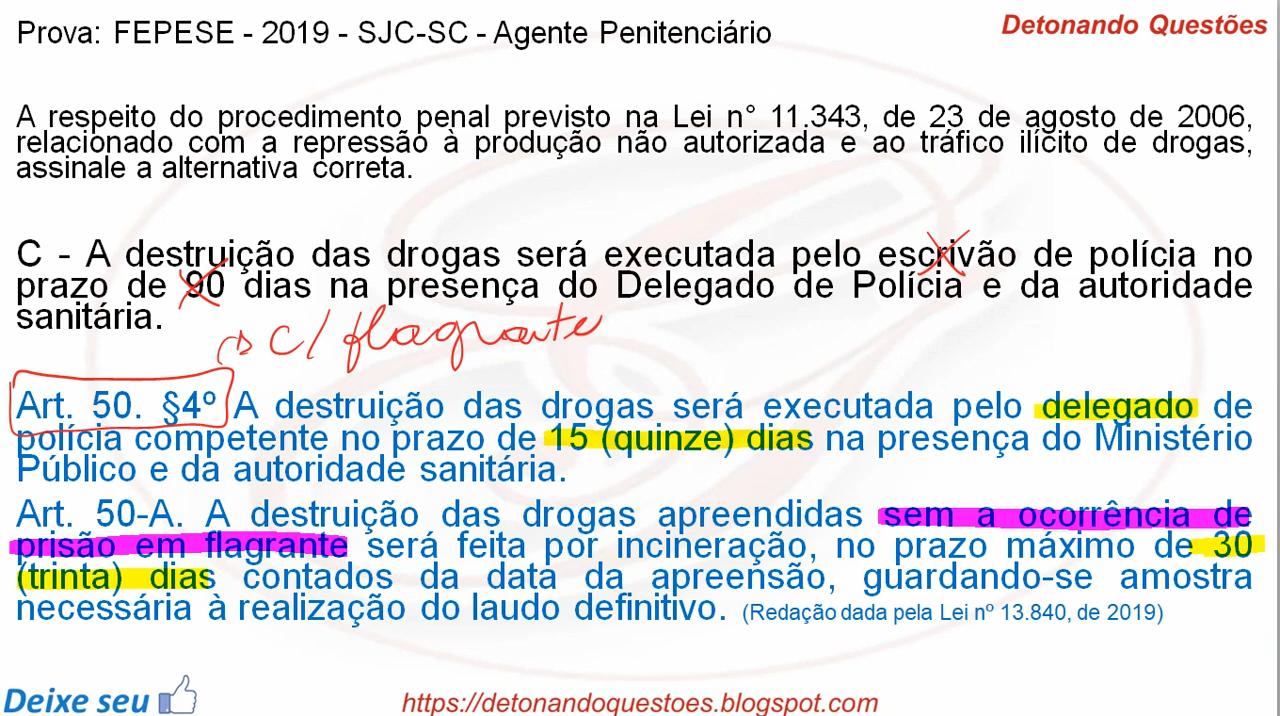 Prova: FEPESE - 2019 - SJC-SC - Agente Penitenciário
Detonando Questões
A respeito do procedimento penal previsto na Lei n° 11.343, de 23 de agosto de 2006,
relacionado com a repressão à produção não autorizada e ao tráfico ilícito de drogas,
assinale a alternativa correta.
C - A destruição das drogas será executada pelo escrivão de polícia no
prazo de 90 dias na presença do Delegado de Polícia e da autoridade
sanitária.
c/ flagrante
Art. 50. §4º A destruição das drogas será executada pelo delegado de
polícia competente no prazo de 15 (quinze) dias na presença do Ministério
Público e da autoridade sanitária.
Art. 50-A. A destruição das drogas apreendidas sem a ocorrência de
prisão em flagrante será feita por incineração, no prazo máximo de 30
(trinta) dias contados da data da apreensão, guardando-se amostra
necessária à realização do laudo definitivo. (Redação dada pela Lei nº 13.840, de 2019)
Deixe seu
https://detonandoquestoes.blogspot.com